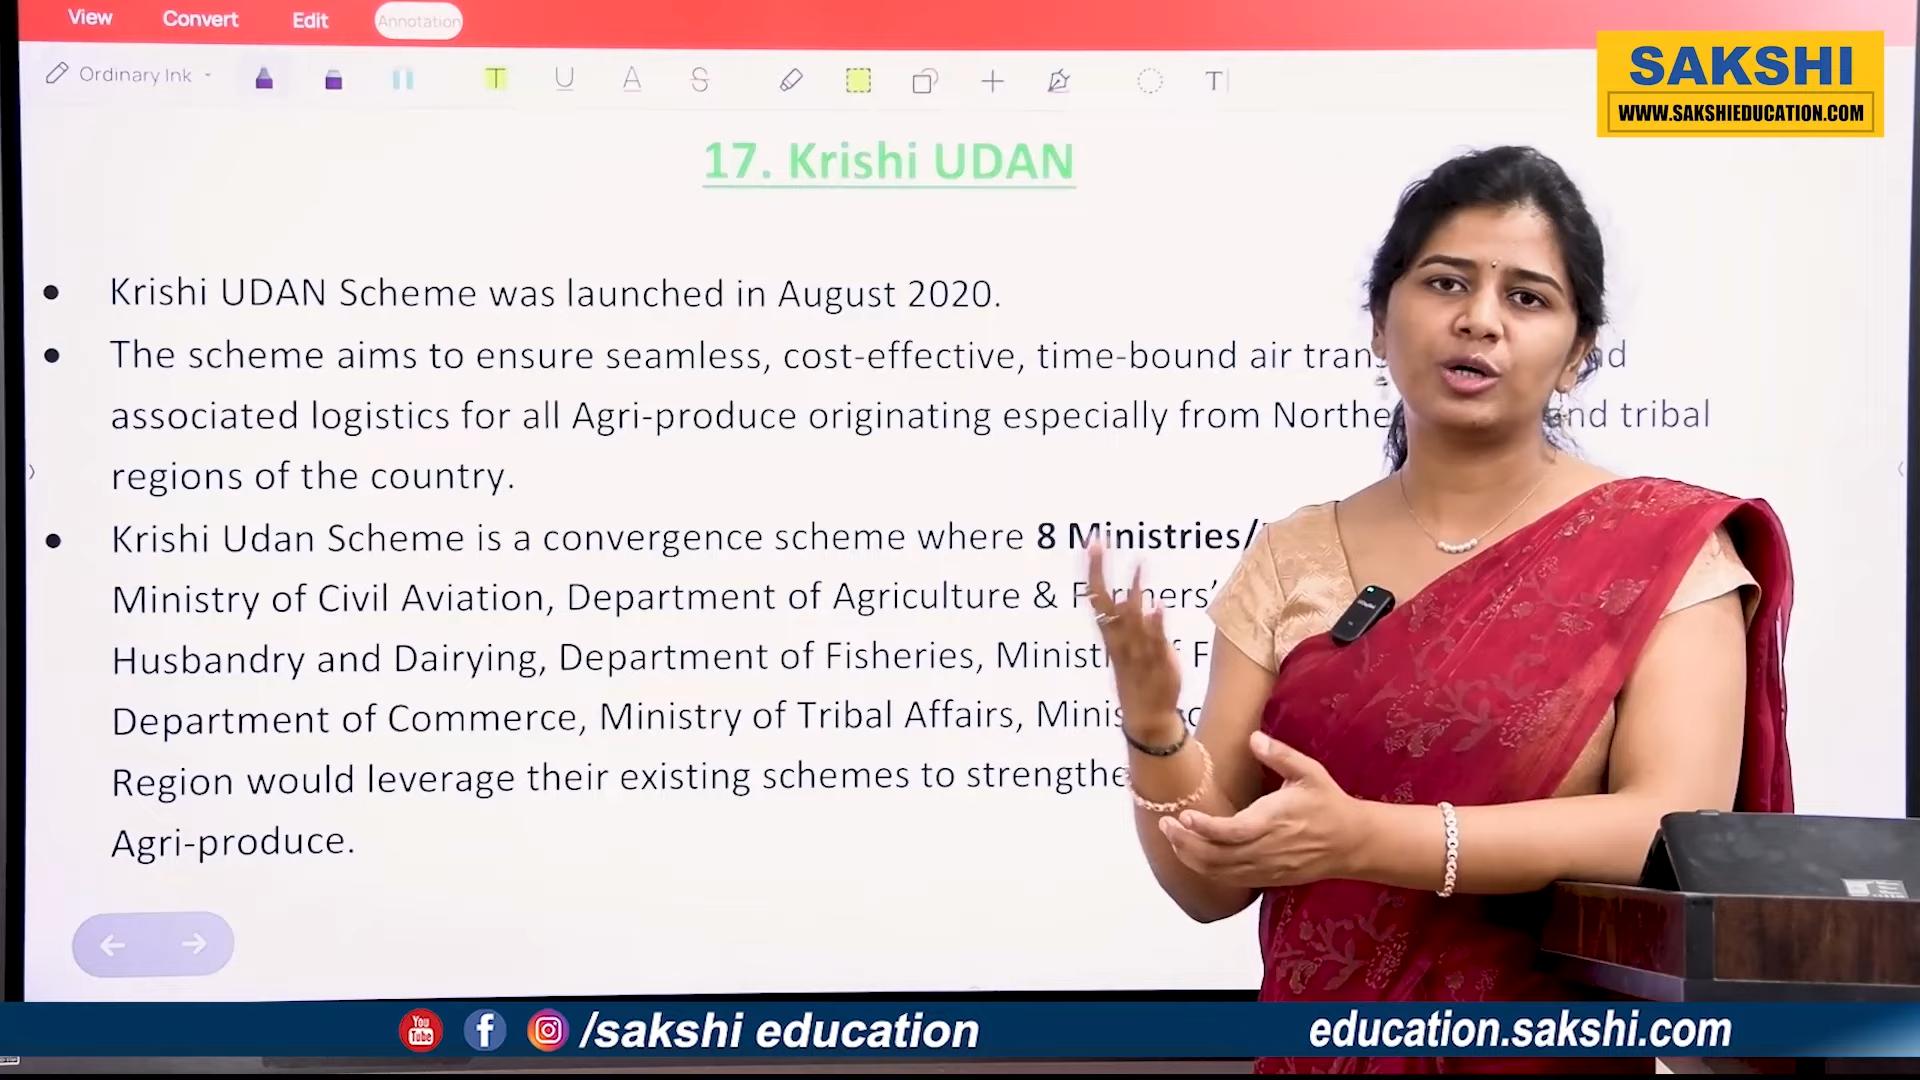 View Convert Edit Annotation
Ordinary Ink
SAKSHI
WWW.SAKSHIEDUCATION.COM
17. Krishi UDAN
Krishi UDAN Scheme was launched in August 2020.
The scheme aims to ensure seamless, cost-effective, time-bound air
associated logistics for all Agri-produce originating especially from tribal
regions of the country.
Krishi Udan Scheme is a convergence scheme where 8 Ministries/
Ministry of Civil Aviation, Department of Agriculture & Farmers'
Husbandry and Dairying, Department of Fisheries,
Department of Commerce, Ministry of Tribal Affairs,
Region would leverage their existing schemes to
Agri-produce.
You Tube f /sakshi education education.sakshi.com